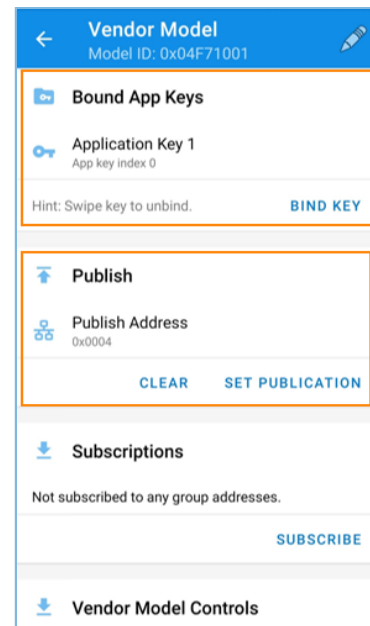 Vendor Model
Model ID: 0x04F71001
Bound App Keys
Application Key 1
App key index 0
Hint: Swipe key to unbind.
BIND KEY
Publish
Publish Address
0x0004
CLEAR SET PUBLICATION
Subscriptions
Not subscribed to any group addresses.
SUBSCRIBE
Vendor Model Controls